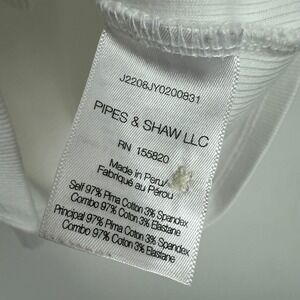 J2208JY0200831
PIPES & SHAW LLC
RN 155820
Made in Peru
Fabriqué au Pérou
Self 97% Pima Cotton 3% Spandex
Combo 97% Cotton 3% Elastane
Principal 97% Pima Cotton 3% Spandex
Combo 97% Coton 3% Elastane